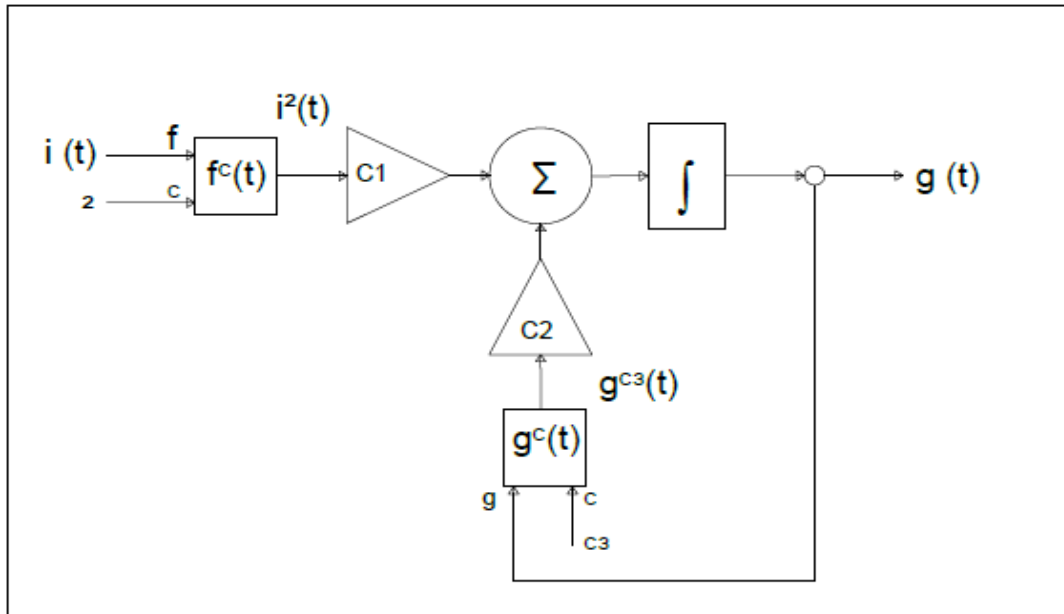 i²(t)
i (t)
f
2
c
fᶜ(t)
C1
Σ
∫
g (t)
C2
gᶜ³(t)
gᶜ(t)
g
c
C3